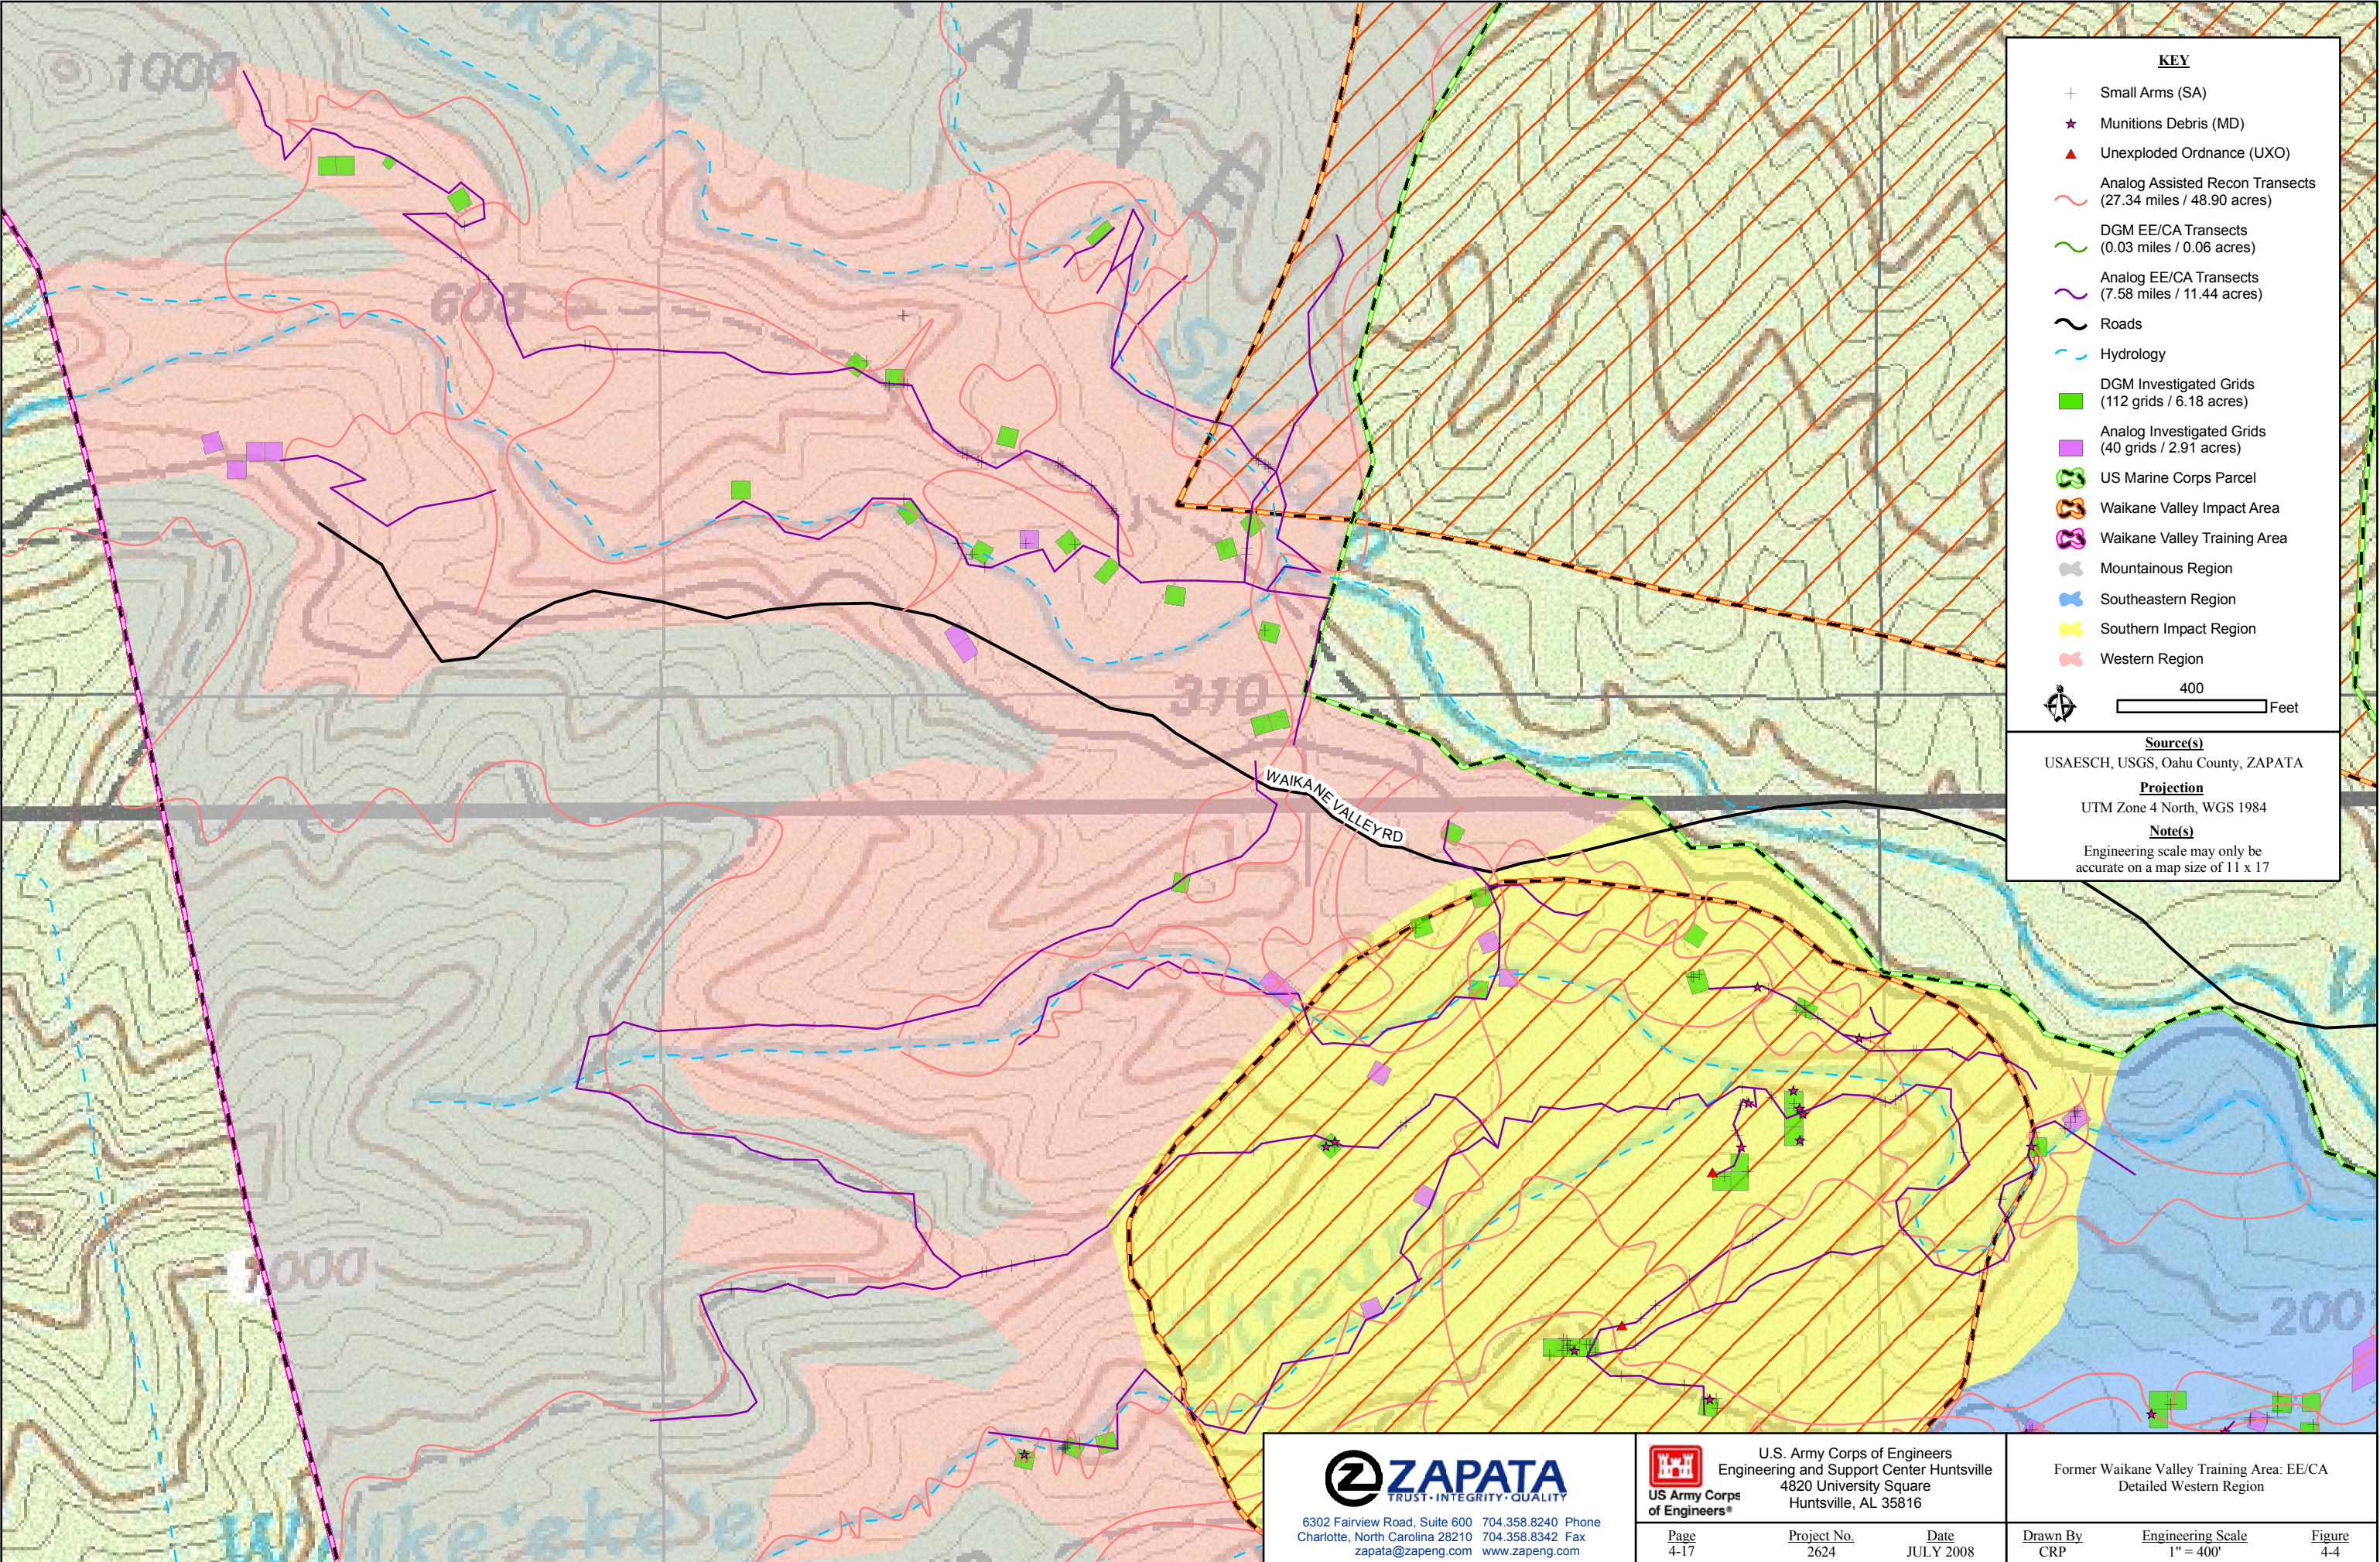 kane
1000
A
N
E
608
St
310
WAIKANE VALLEY RD
1000
Stream
200
Waike'eke'e
W
KEY
Small Arms (SA)
Munitions Debris (MD)
Unexploded Ordnance (UXO)
Analog Assisted Recon Transects
(27.34 miles / 48.90 acres)
DGM EE/CA Transects
(0.03 miles / 0.06 acres)
Analog EE/CA Transects
(7.58 miles / 11.44 acres)
Roads
Hydrology
DGM Investigated Grids
(112 grids / 6.18 acres)
Analog Investigated Grids
(40 grids / 2.91 acres)
US Marine Corps Parcel
Waikane Valley Impact Area
Waikane Valley Training Area
Mountainous Region
Southeastern Region
Southern Impact Region
Western Region
400
Feet
Source(s)
USAESCH, USGS, Oahu County, ZAPATA
Projection
UTM Zone 4 North, WGS 1984
Note(s)
Engineering scale may only be
accurate on a map size of 11 x 17
Z ZAPATA
TRUST • INTEGRITY • QUALITY
6302 Fairview Road, Suite 600 704.358.8240 Phone
Charlotte, North Carolina 28210 704.358.8342 Fax
zapata@zapeng.com www.zapeng.com
US Army Corps
of Engineers®
U.S. Army Corps of Engineers
Engineering and Support Center Huntsville
4820 University Square
Huntsville, AL 35816
Page
4-17
Project No.
2624
Date
JULY 2008
Former Waikane Valley Training Area: EE/CA
Detailed Western Region
Drawn By
CRP
Engineering Scale
1" = 400'
Figure
4-4